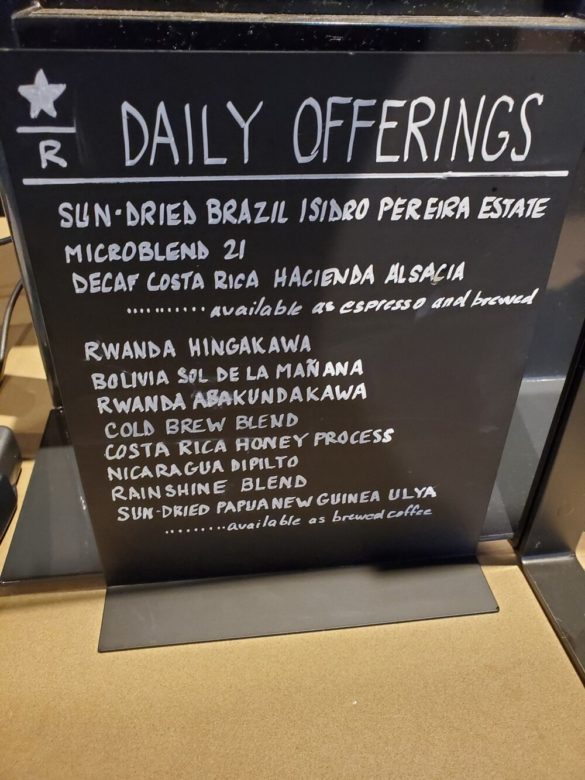 R
DAILY OFFERINGS
SUN-DRIED BRAZIL ISIDRO PEREIRA ESTATE
MICROBLEND 21
DECAF COSTA RICA HACIENDA ALSACIA
........... available as espresso and brewed
RWANDA HINGAKAWA
BOLIVIA SOL DE LA MAÑANA
RWANDA ABAKUNDAKAWA
COLD BREW BLEND
COSTA RICA HONEY PROCESS
NICARAGUA DIPILTO
RAINSHINE BLEND
SUN-DRIED PAPUA NEW GUINEA ULYA
......... available as brewed coffee